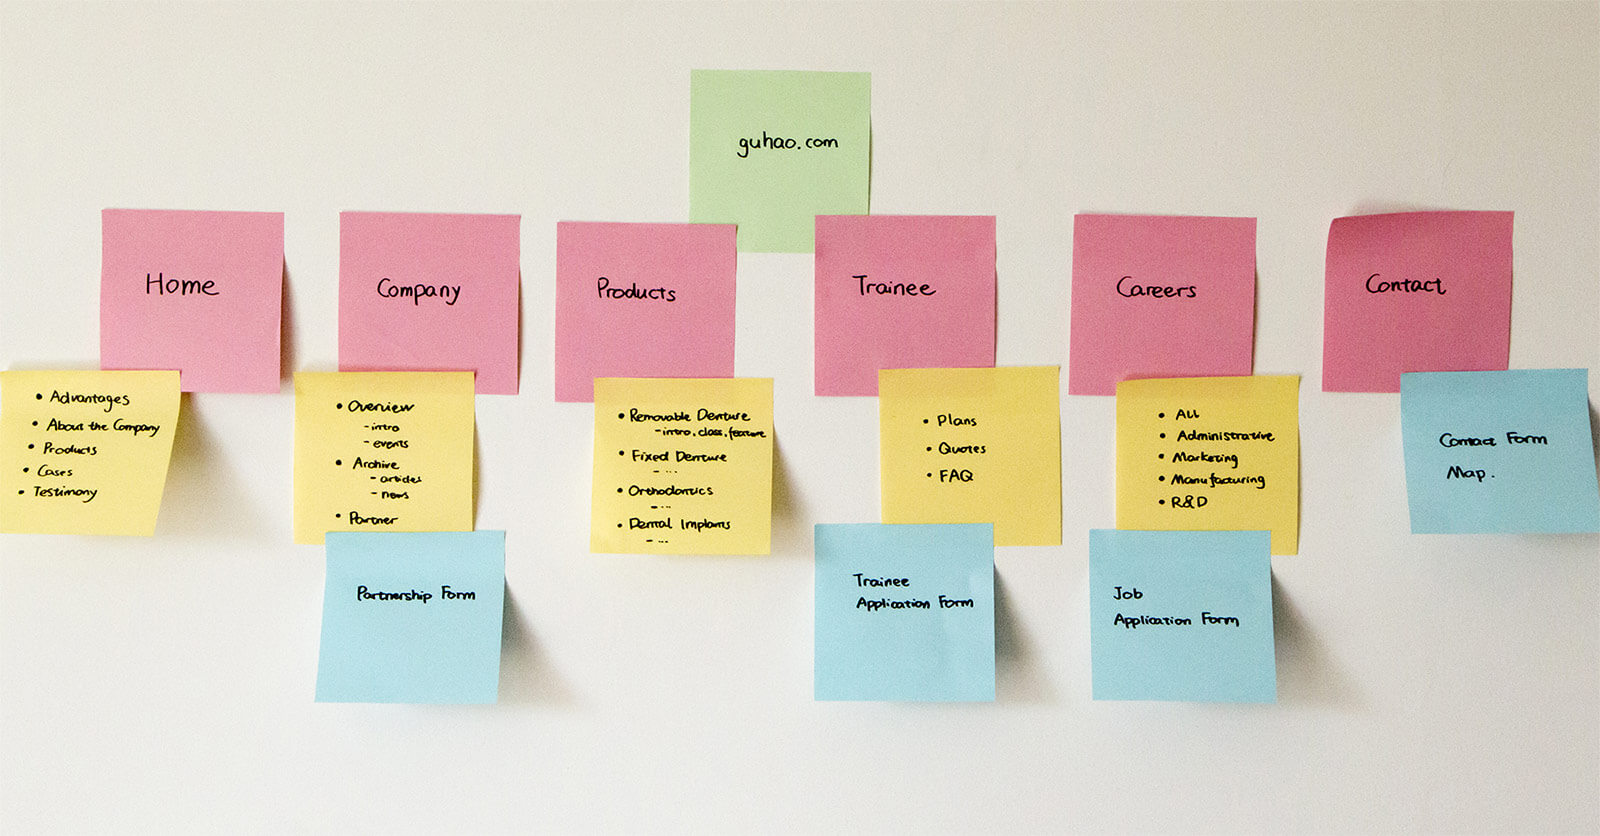 guhao.com
Home
Company
Products
Trainee
Careers
Contact
• Advantages
• About the Company
• Products
• Cases
• Testimony
• Overview
- intro
- events
• Archive
- articles
- news
• Partner
• Removable Denture
- intro, class, feature
• Fixed Denture
- ...
• Orthodontics
- ...
• Dental Implants
- ...
• Plans
• Quotes
• FAQ
• All
• Administrative
• Marketing
• Manufacturing
• R&D
Contact Form
Map.
Partnership Form
Trainee
Application Form
Job
Application Form